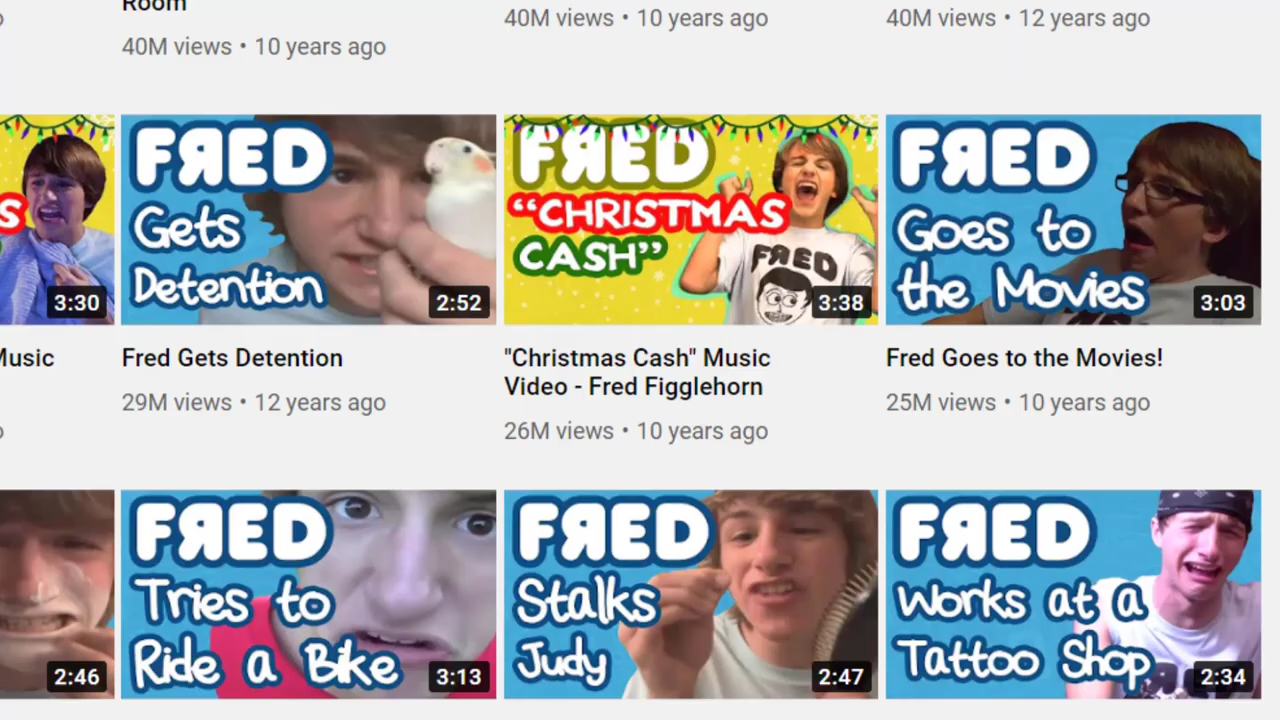 Room
40M views • 10 years ago
40M views • 10 years ago
40M views • 12 years ago
S
3:30
FRED
Gets
Detention
2:52
FRED
"CHRISTMAS
CASH"
FRED
3:38
FRED
Goes to
the Movies
3:03
Music
Fred Gets Detention
29M views • 12 years ago
"Christmas Cash" Music
Video - Fred Figglehorn
26M views • 10 years ago
Fred Goes to the Movies!
25M views • 10 years ago
2:46
FRED
Tries to
Ride a Bike
3:13
FRED
Stalks
Judy
2:47
FRED
Works at a
Tattoo Shop
2:34